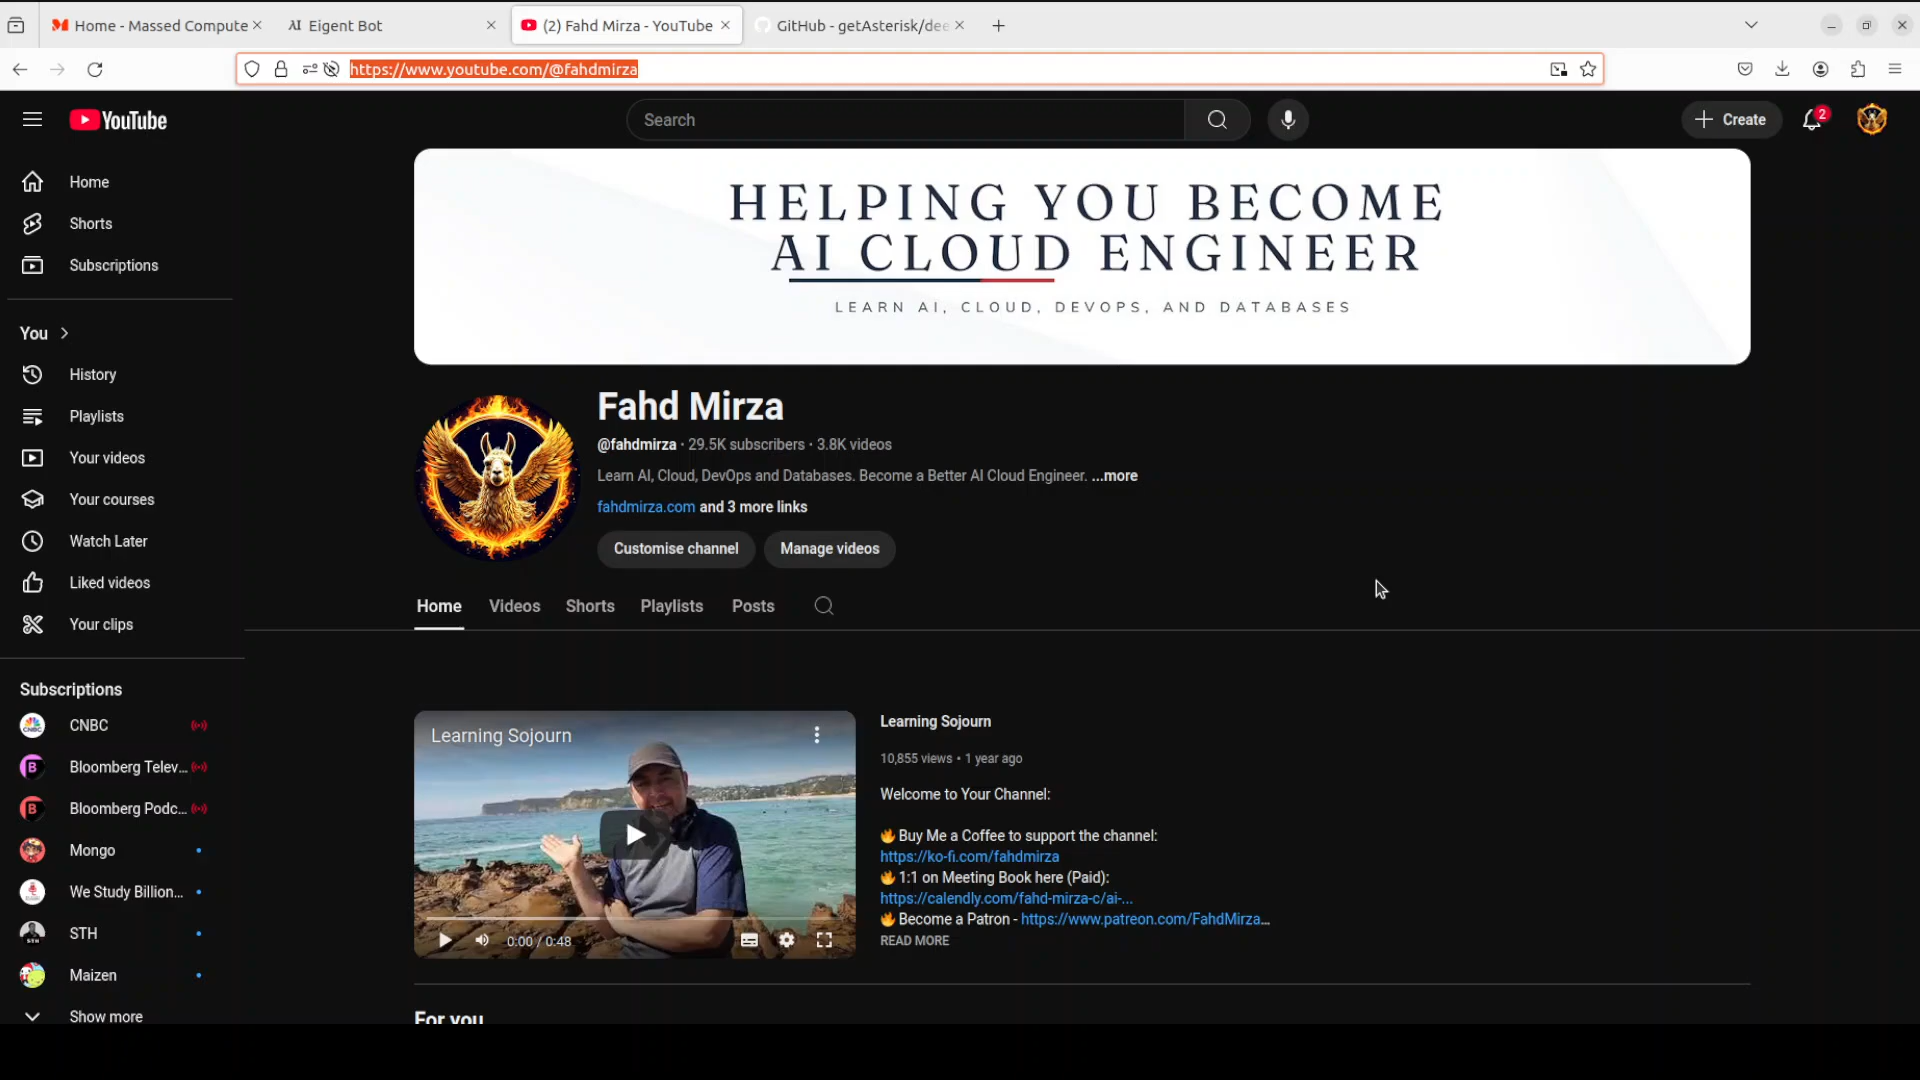 Home - Massed Compute
Eigent Bot
(2) Fahd Mirza - YouTube
GitHub - getAsterisk/dee
https://www.youtube.com/@fahdmirza
YouTube
Search
Create
2
Home
Shorts
Subscriptions
You
History
Playlists
Your videos
Your courses
Watch Later
Liked videos
Your clips
Subscriptions
CNBC
Bloomberg Telev...
Bloomberg Podc...
Mongo
We Study Billion...
STH
Maizen
Show more
HELPING YOU BECOME
AI CLOUD ENGINEER
LEARN AI, CLOUD, DEVOPS, AND DATABASES
Fahd Mirza
@fahdmirza • 29.5K subscribers • 3.8K videos
Learn AI, Cloud, DevOps and Databases. Become a Better AI Cloud Engineer. ...more
fahdmirza.com and 3 more links
Customise channel
Manage videos
Home
Videos
Shorts
Playlists
Posts
Learning Sojourn
0:00 / 0:48
Learning Sojourn
10,855 views • 1 year ago
Welcome to Your Channel:
🔥Buy Me a Coffee to support the channel:
https://ko-fi.com/fahdmirza
🔥1:1 on Meeting Book here (Paid):
https://calendly.com/fahd-mirza-c/ai-...
🔥Become a Patron - https://www.patreon.com/FahdMirza...
READ MORE
For you